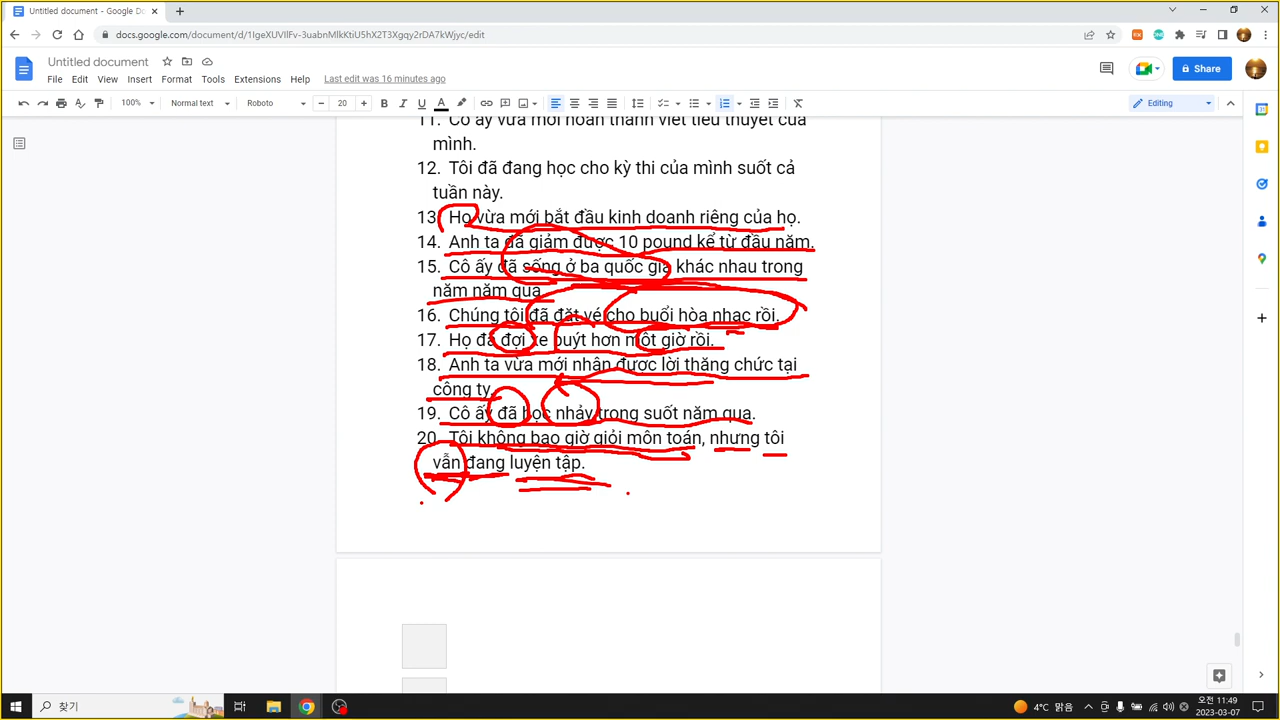 Untitled document - Google Docs
docs.google.com/document/d/1IgeXUVIlFv-3uabnMlkKtiU5hX2T3Xgqy2rDA7kWjyc/edit
Untitled document
File Edit View Insert Format Tools Extensions Help Last edit was 16 minutes ago
Share
100% Normal text Roboto 20 Editing
11. Cô ấy vừa mới hoàn thành viết tiểu thuyết của
mình.
12. Tôi đã đang học cho kỳ thi của mình suốt cả
tuần này.
13. Họ vừa mới bắt đầu kinh doanh riêng của họ.
14. Anh ta đã giảm được 10 pound kể từ đầu năm.
15. Cô ấy đã sống ở ba quốc gia khác nhau trong
năm năm qua.
16. Chúng tôi đã đặt vé cho buổi hòa nhạc rồi.
17. Họ đã đợi xe buýt hơn một giờ rồi.
18. Anh ta vừa mới nhận được lời thăng chức tại
công ty.
19. Cô ấy đã học nhảy trong suốt năm qua.
20. Tôi không bao giờ giỏi môn toán, nhưng tôi
vẫn đang luyện tập.
찾기
4℃ 맑음
오전 11:49
2023-03-07